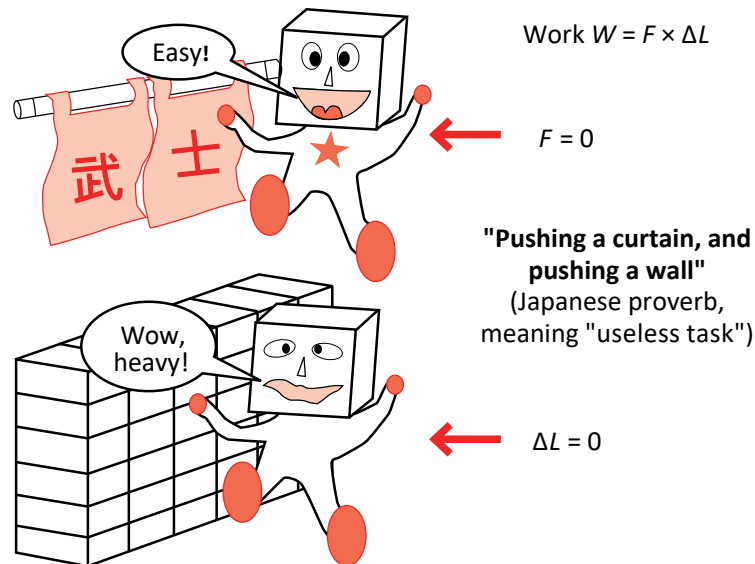 Easy!
Work W = F × ΔL
武 士
F = 0
"Pushing a curtain, and
pushing a wall"
(Japanese proverb,
meaning "useless task")
Wow,
heavy!
ΔL = 0